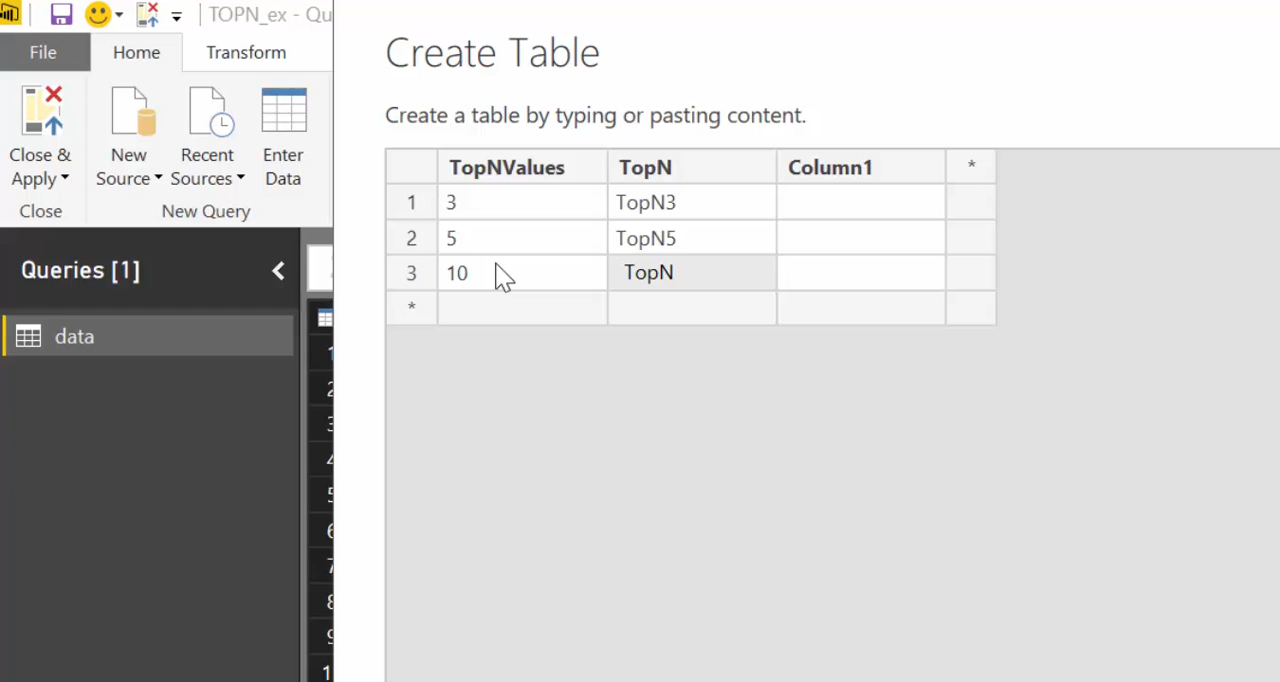 TOPN_ex - Qu
File Home Transform
Create Table
Create a table by typing or pasting content.
Close & Apply
New Source
Recent Sources
Enter Data
Close
New Query
Queries [1]
data
TopNValues TopN Column1 *
1 3 TopN3
2 5 TopN5
3 10 TopN
*
1
2
3
4
5
6
7
8
9
1